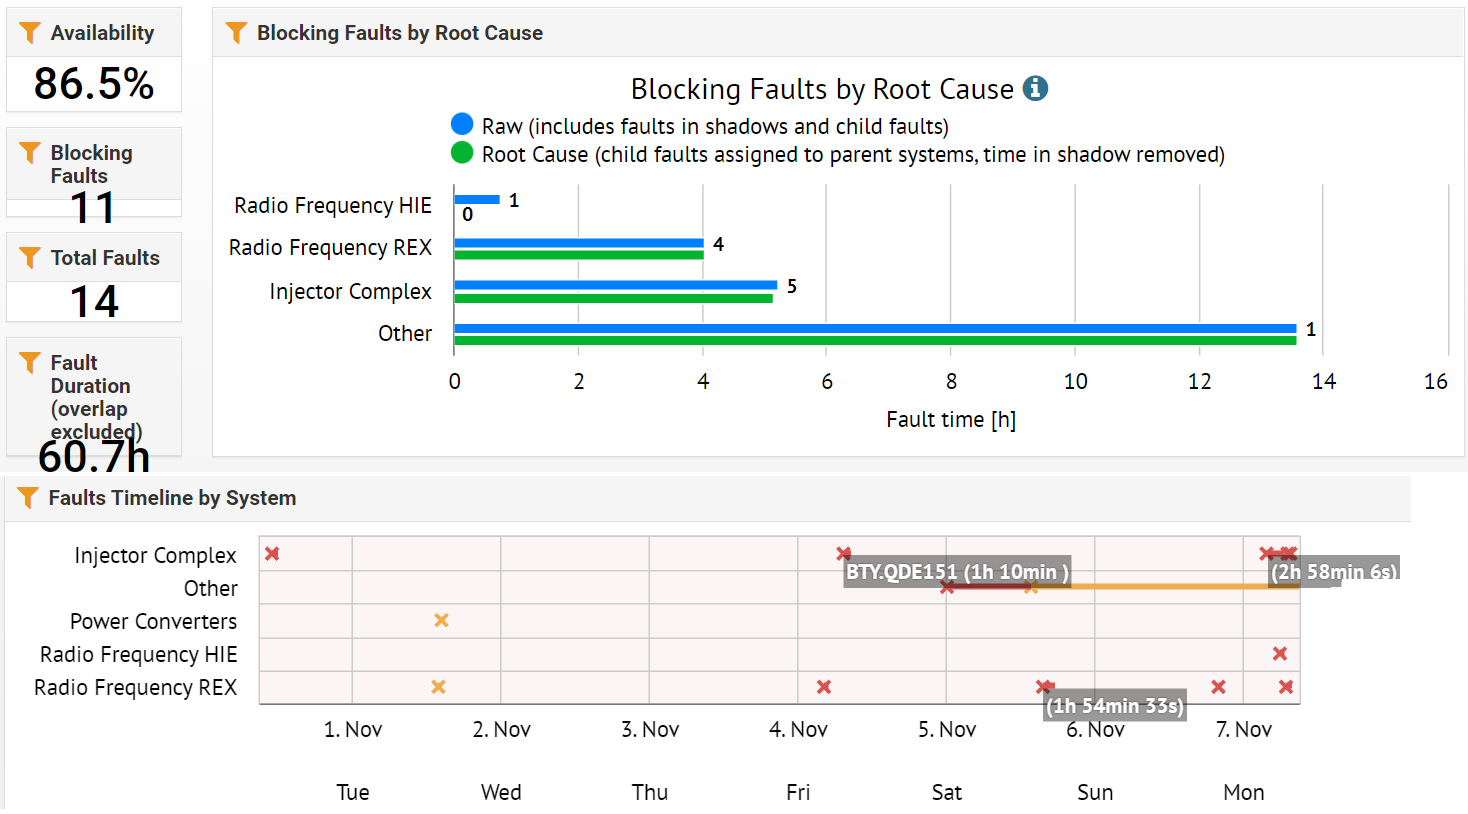 Availability
86.5%
Blocking
Faults
11
Total Faults
14
Fault
Duration
(overlap
excluded)
60.7h
Blocking Faults by Root Cause
Blocking Faults by Root Cause i
Raw (includes faults in shadows and child faults)
Root Cause (child faults assigned to parent systems, time in shadow removed)
Radio Frequency HIE 1
0
Radio Frequency REX 4
Injector Complex 5
Other 1
0 2 4 6 8 10 12 14 16
Fault time [h]
Faults Timeline by System
Injector Complex
BTY.QDE151 (1h 10min ) (2h 58min 6s)
Other
Power Converters
Radio Frequency HIE
Radio Frequency REX
(1h 54min 33s)
1. Nov 2. Nov 3. Nov 4. Nov 5. Nov 6. Nov 7. Nov
Tue Wed Thu Fri Sat Sun Mon